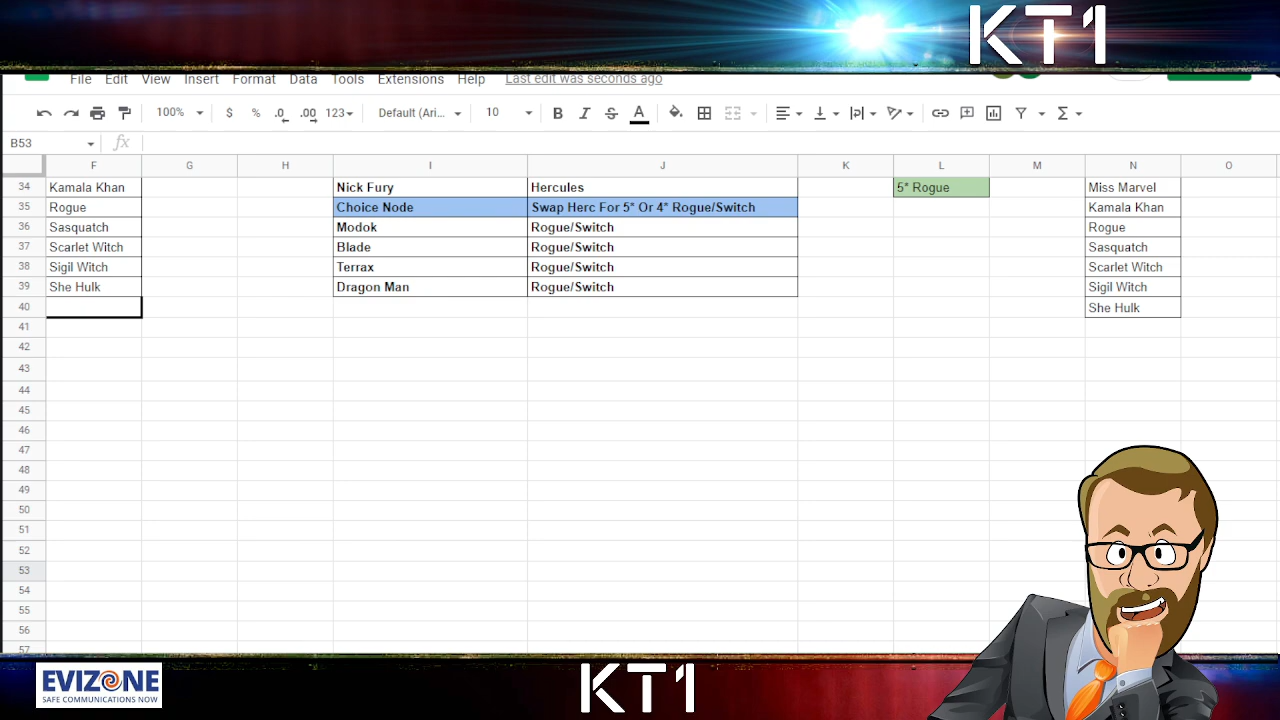 KT1
File Edit View Insert Format Data Tools Extensions Help Last edit was seconds ago
100% $ % .0 .00 123 Default (Ari... 10 B I S A Σ
B53 fx
F G H I J K L M N O
34 Kamala Khan Nick Fury Hercules 5* Rogue Miss Marvel
35 Rogue Choice Node Swap Herc For 5* Or 4* Rogue/Switch Kamala Khan
36 Sasquatch Modok Rogue/Switch Rogue
37 Scarlet Witch Blade Rogue/Switch Sasquatch
38 Sigil Witch Terrax Rogue/Switch Scarlet Witch
39 She Hulk Dragon Man Rogue/Switch Sigil Witch
40 She Hulk
41
42
43
44
45
46
47
48
49
50
51
52
53
54
55
56
57
EVIZONE
SAFE COMMUNICATIONS NOW
KT1